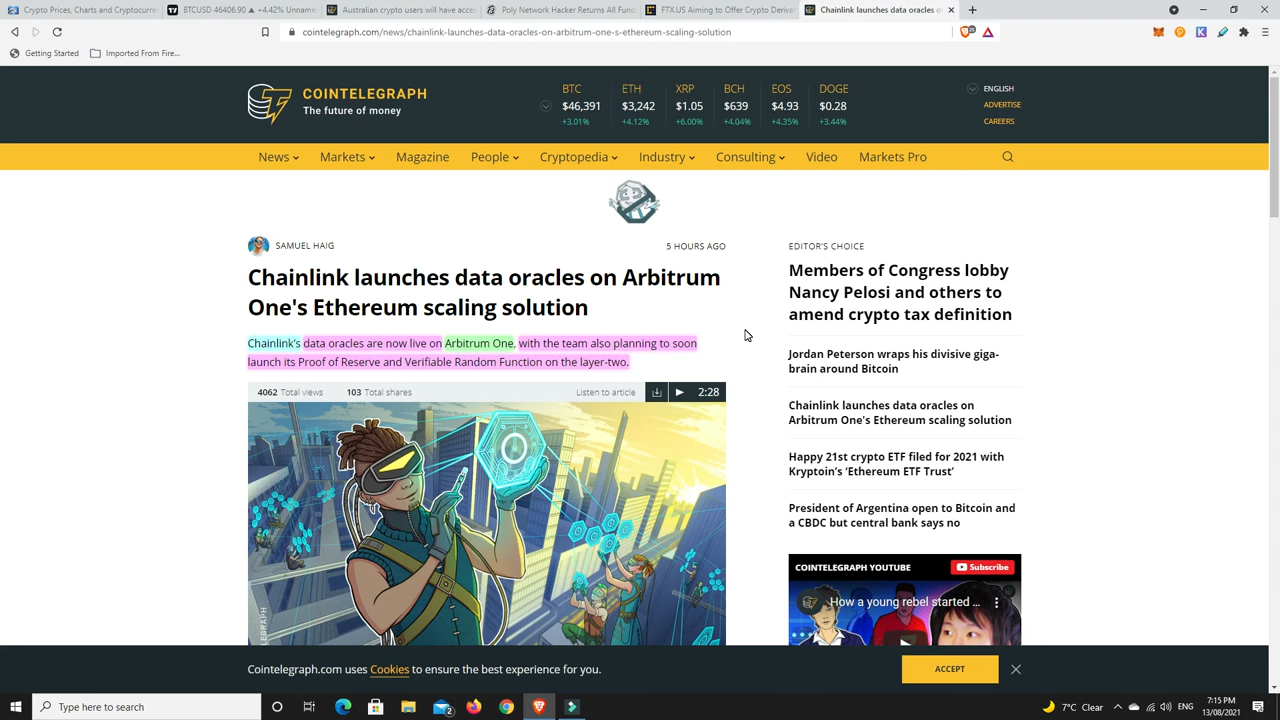 Crypto Prices, Charts and Cryptocurr
BTCUSD 46406.90 ▲ +4.42% Unname
Australian crypto users will have acces
Poly Network Hacker Returns All Fund
FTX.US Aiming to Offer Crypto Deriva
Chainlink launches data oracles o
cointelegraph.com/news/chainlink-launches-data-oracles-on-arbitrum-one-s-ethereum-scaling-solution
Getting Started
Imported From Fire...
COINTELEGRAPH
The future of money
BTC ETH XRP BCH EOS DOGE
$46,391 $3,242 $1.05 $639 $4.93 $0.28
+3.01% +4.12% +6.00% +4.04% +4.35% +3.44%
ENGLISH
ADVERTISE
CAREERS
News Markets Magazine People Cryptopedia Industry Consulting Video Markets Pro
SAMUEL HAIG
5 HOURS AGO
Chainlink launches data oracles on Arbitrum
One's Ethereum scaling solution
Chainlink’s data oracles are now live on Arbitrum One, with the team also planning to soon
launch its Proof of Reserve and Verifiable Random Function on the layer-two.
4062 Total views 103 Total shares Listen to article 2:28
EDITOR’S CHOICE
Members of Congress lobby
Nancy Pelosi and others to
amend crypto tax definition
Jordan Peterson wraps his divisive giga-
brain around Bitcoin
Chainlink launches data oracles on
Arbitrum One's Ethereum scaling solution
Happy 21st crypto ETF filed for 2021 with
Kryptoin’s ‘Ethereum ETF Trust’
President of Argentina open to Bitcoin and
a CBDC but central bank says no
COINTELEGRAPH YOUTUBE
Subscribe
How a young rebel started ...
Cointelegraph.com uses Cookies to ensure the best experience for you.
ACCEPT
Type here to search
7°C Clear
ENG
7:15 PM
13/08/2021